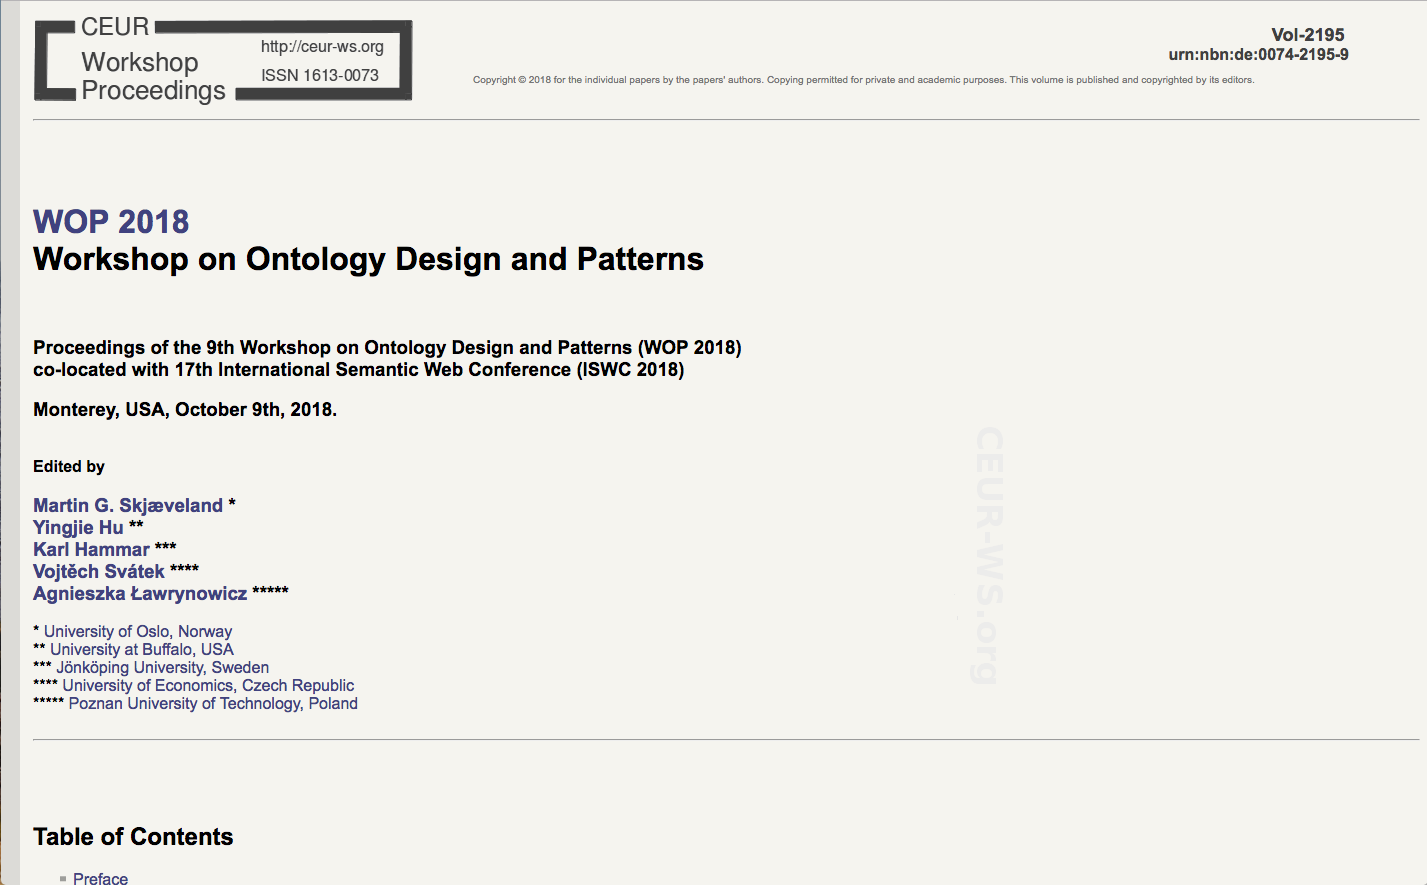 CEUR
Workshop
Proceedings
http://ceur-ws.org
ISSN 1613-0073
Vol-2195
urn:nbn:de:0074-2195-9
Copyright © 2018 for the individual papers by the papers' authors. Copying permitted for private and academic purposes. This volume is published and copyrighted by its editors.
WOP 2018
Workshop on Ontology Design and Patterns
Proceedings of the 9th Workshop on Ontology Design and Patterns (WOP 2018)
co-located with 17th International Semantic Web Conference (ISWC 2018)
Monterey, USA, October 9th, 2018.
Edited by
Martin G. Skjæveland *
Yingjie Hu **
Karl Hammar ***
Vojtěch Svátek ****
Agnieszka Ławrynowicz *****
* University of Oslo, Norway
** University at Buffalo, USA
*** Jönköping University, Sweden
**** University of Economics, Czech Republic
***** Poznan University of Technology, Poland
CEUR-WS.org
Table of Contents
Preface